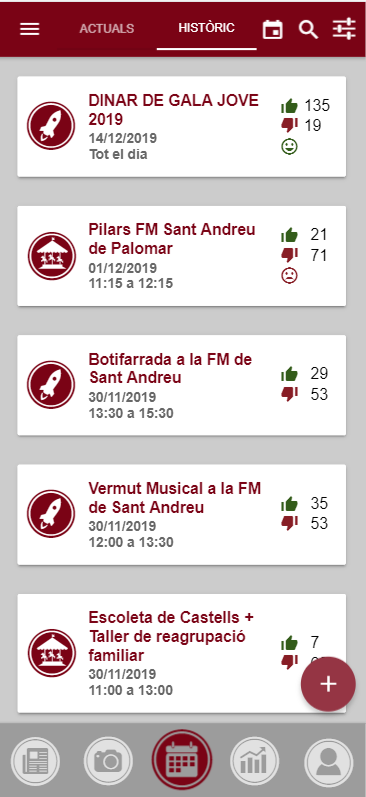 ACTUALS
HISTÒRIC
DINAR DE GALA JOVE
2019
14/12/2019
Tot el dia
135
19
Pilars FM Sant Andreu
de Palomar
01/12/2019
11:15 a 12:15
21
71
Botifarrada a la FM de
Sant Andreu
30/11/2019
13:30 a 15:30
29
53
Vermut Musical a la FM
de Sant Andreu
30/11/2019
12:00 a 13:30
35
53
Escoleta de Castells +
Taller de reagrupació
familiar
30/11/2019
11:00 a 13:00
7
+